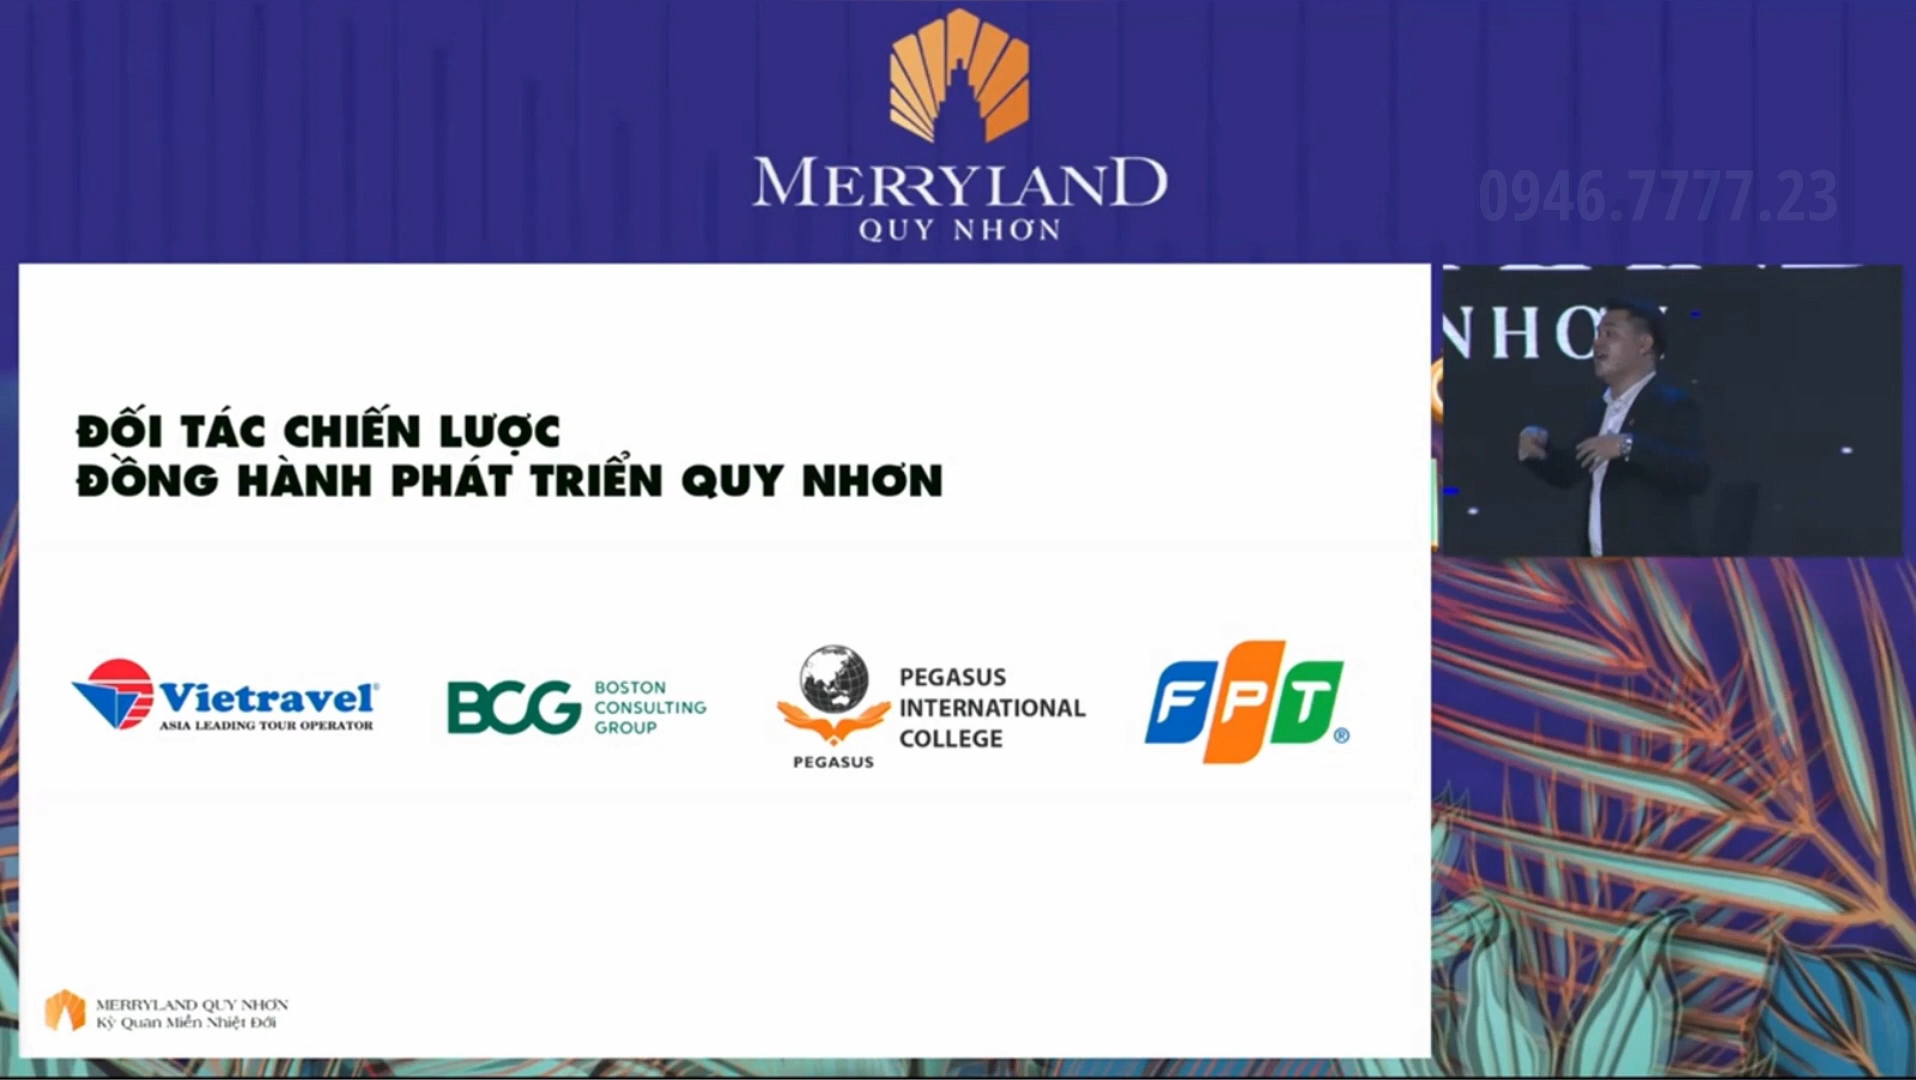 MERRYLAND
QUY NHƠN
0946.7777.23
NHƠ
ĐỐI TÁC CHIẾN LƯỢC
ĐỒNG HÀNH PHÁT TRIỂN QUY NHƠN
Vietravel®
ASIA LEADING TOUR OPERATOR
BCG
BOSTON
CONSULTING
GROUP
PEGASUS
PEGASUS
INTERNATIONAL
COLLEGE
FPT®
MERRYLAND QUY NHƠN
Kỳ Quan Miền Nhiệt Đới